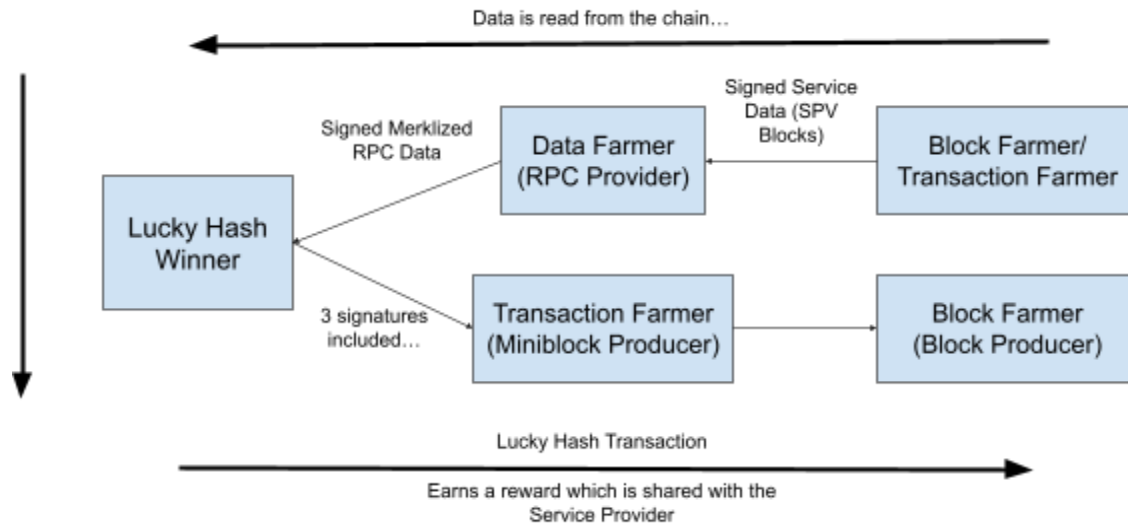 Data is read from the chain...
Signed Service
Data (SPV
Blocks)
Signed Merklized
RPC Data
Data Farmer
(RPC Provider)
Block Farmer/
Transaction Farmer
Lucky Hash
Winner
3 signatures
included...
Transaction Farmer
(Miniblock Producer)
Block Farmer
(Block Producer)
Lucky Hash Transaction
Earns a reward which is shared with the
Service Provider